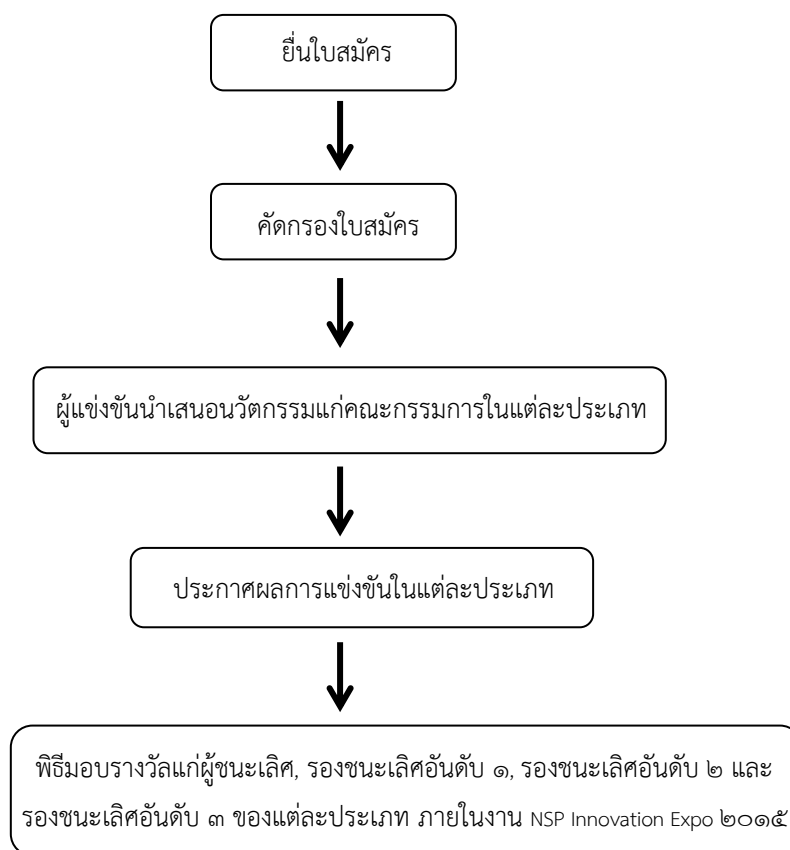 ยื่นใบสมัคร
คัดกรองใบสมัคร
ผู้แข่งขันนำเสนอนวัตกรรมแก่คณะกรรมการในแต่ละประเภท
ประกาศผลการแข่งขันในแต่ละประเภท
พิธีมอบรางวัลแก่ผู้ชนะเลิศ, รองชนะเลิศอันดับ ๑, รองชนะเลิศอันดับ ๒ และ
รองชนะเลิศอันดับ ๓ ของแต่ละประเภท ภายในงาน NSP Innovation Expo ๒๐๑๕